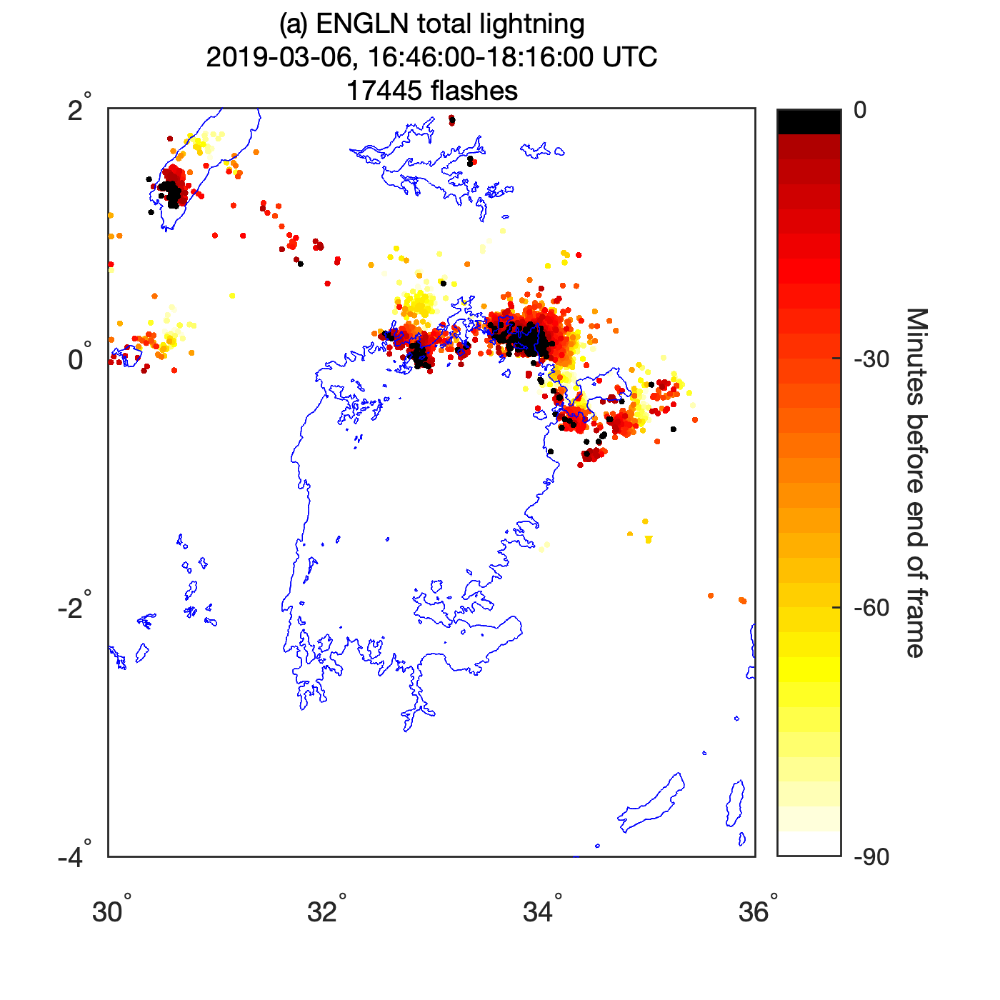 (a) ENGLN total lightning
2019-03-06, 16:46:00-18:16:00 UTC
17445 flashes
2°
0°
-2°
-4°
30° 32° 34° 36°
0
-30
-60
-90
Minutes before end of frame